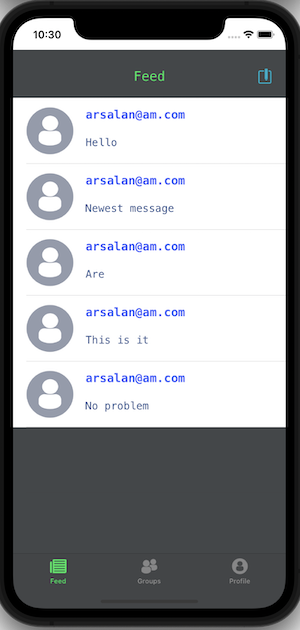 10:30
Feed
arsalan@am.com
Hello
arsalan@am.com
Newest message
arsalan@am.com
Are
arsalan@am.com
This is it
arsalan@am.com
No problem
Feed Groups Profile